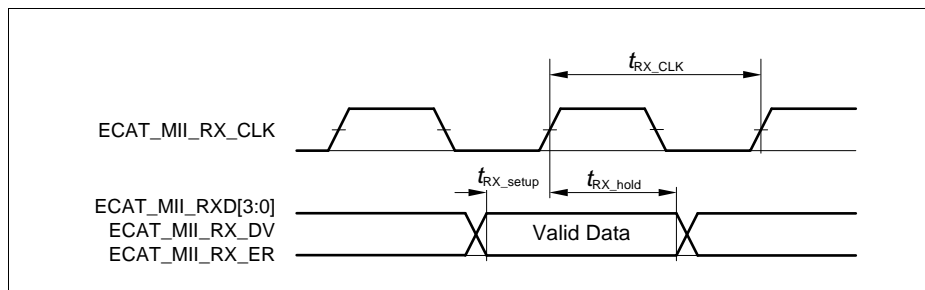 tRX_CLK
ECAT_MII_RX_CLK
tRX_setup
tRX_hold
ECAT_MII_RXD[3:0]
ECAT_MII_RX_DV
Valid Data
ECAT_MII_RX_ER